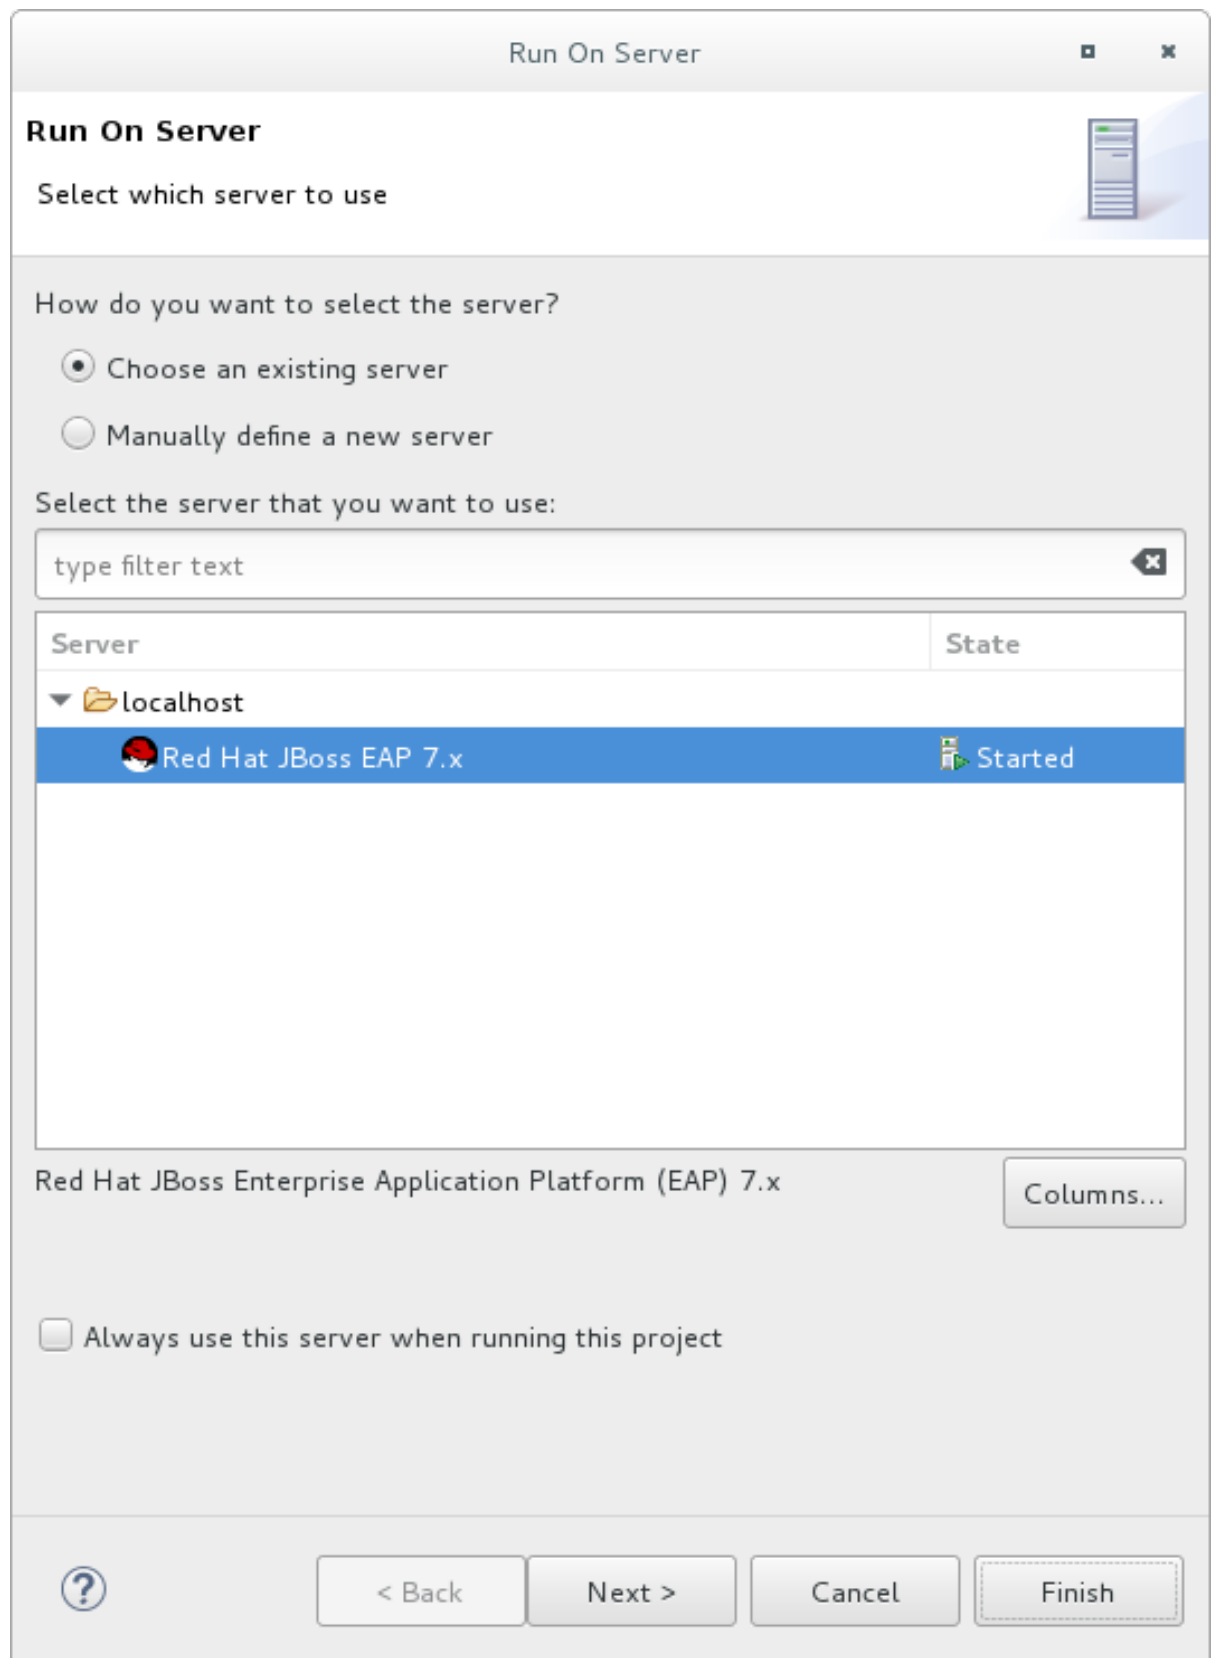 Run On Server
Run On Server
Select which server to use
How do you want to select the server?
Choose an existing server
Manually define a new server
Select the server that you want to use:
type filter text
Server State
localhost
Red Hat JBoss EAP 7.x Started
Red Hat JBoss Enterprise Application Platform (EAP) 7.x
Columns...
Always use this server when running this project
? < Back Next > Cancel Finish